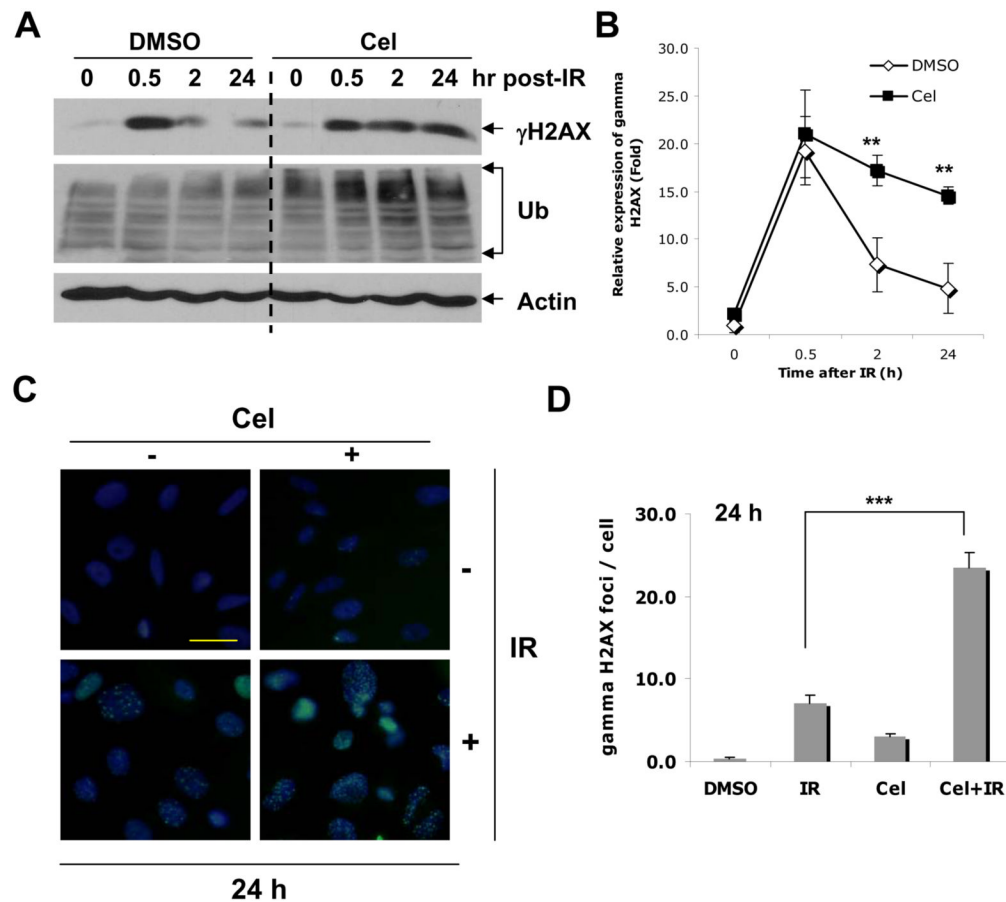 A
DMSO Cel
0 0.5 2 24 0 0.5 2 24 hr post-IR
γH2AX
Ub
Actin
B
Relative expression of gamma
H2AX (Fold)
30.0
25.0
20.0
15.0
10.0
5.0
0.0
DMSO
Cel
**
**
0 0.5 2 24
Time after IR (h)
C
Cel
- +
-
IR
+
24 h
D
gamma H2AX foci / cell
30.0
20.0
10.0
0.0
24 h
***
DMSO IR Cel Cel+IR